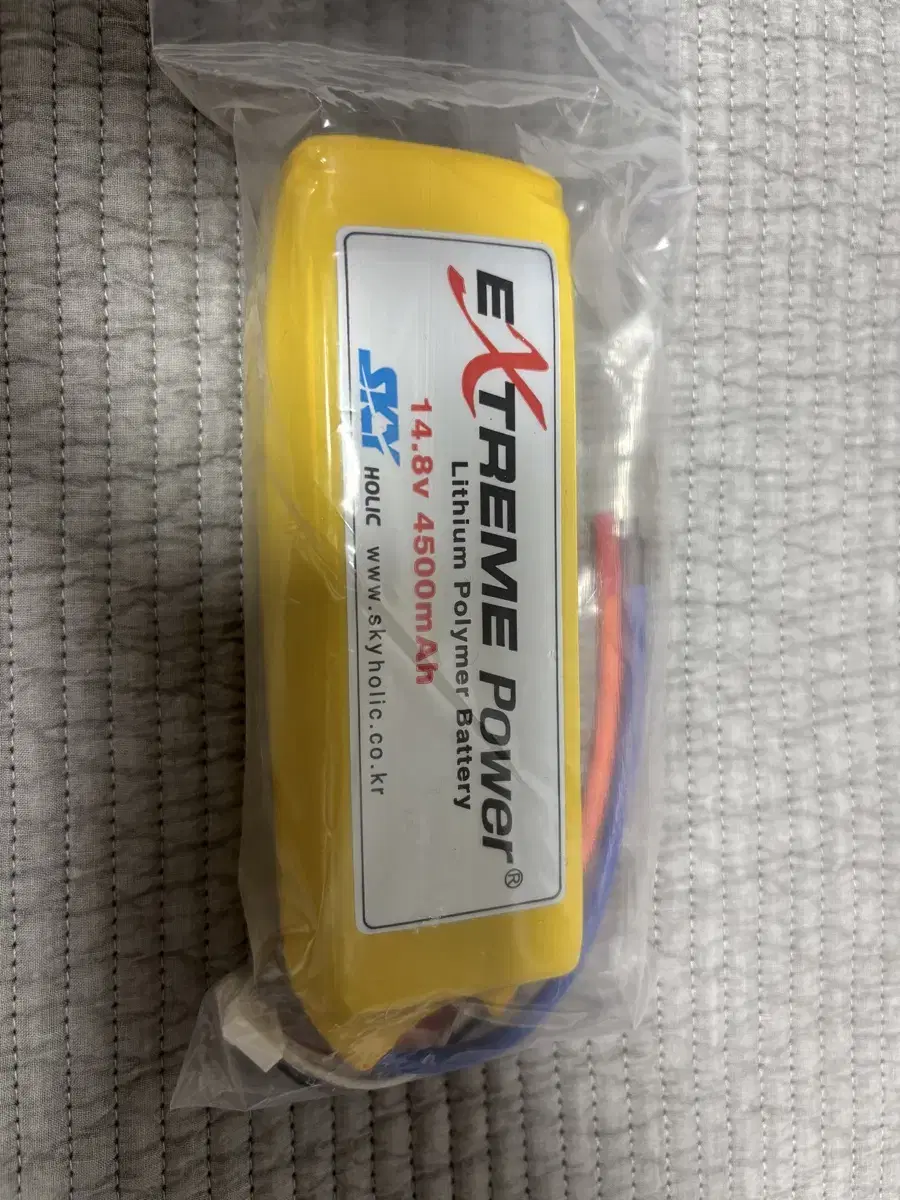 EXTREME POWER®
Lithium Polymer Battery
14.8v 4500mAh
SKY HOLIC www.skyholic.co.kr